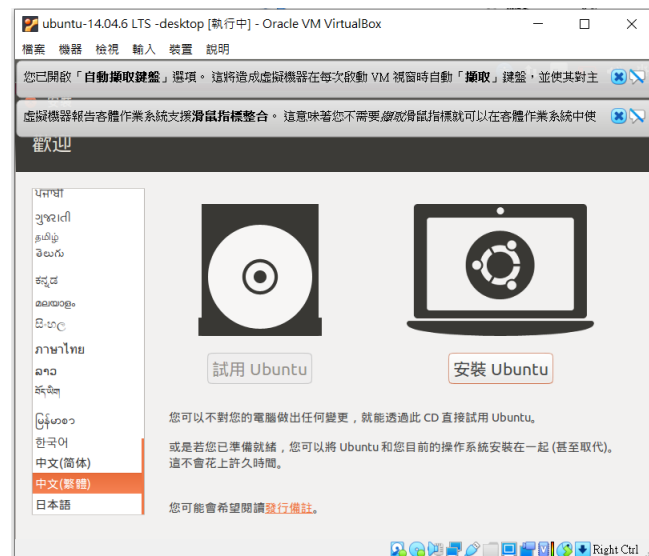 ubuntu-14.04.6 LTS -desktop [執行中] - Oracle VM VirtualBox
檔案 機器 檢視 輸入 裝置 說明
您已開啟「自動擷取鍵盤」選項。 這將造成虛擬機器在每次啟動 VM 視窗時自動「擷取」鍵盤，並使其對主
虛擬機器報告客體作業系統支援滑鼠指標整合。 這意味著您不需要擷取滑鼠指標就可以在客體作業系統中使
歡迎
ਪੰਜਾਬੀ
ગુજરાતી
தமிழ்
తెలుగు
ಕನ್ನಡ
മലയാളം
සිංහල
ภาษาไทย
ລາວ
བོད་ཡིག
မြန်မာစာ
한국어
中文(简体)
中文(繁體)
日本語
試用 Ubuntu
安裝 Ubuntu
您可以不對您的電腦做出任何變更，就能透過此 CD 直接試用 Ubuntu。
或是若您已準備就緒，您可以將 Ubuntu 和您目前的操作系統安裝在一起 (甚至取代)。
這不會花上許久時間。
您可能會希望閱讀發行備註。
Right Ctrl